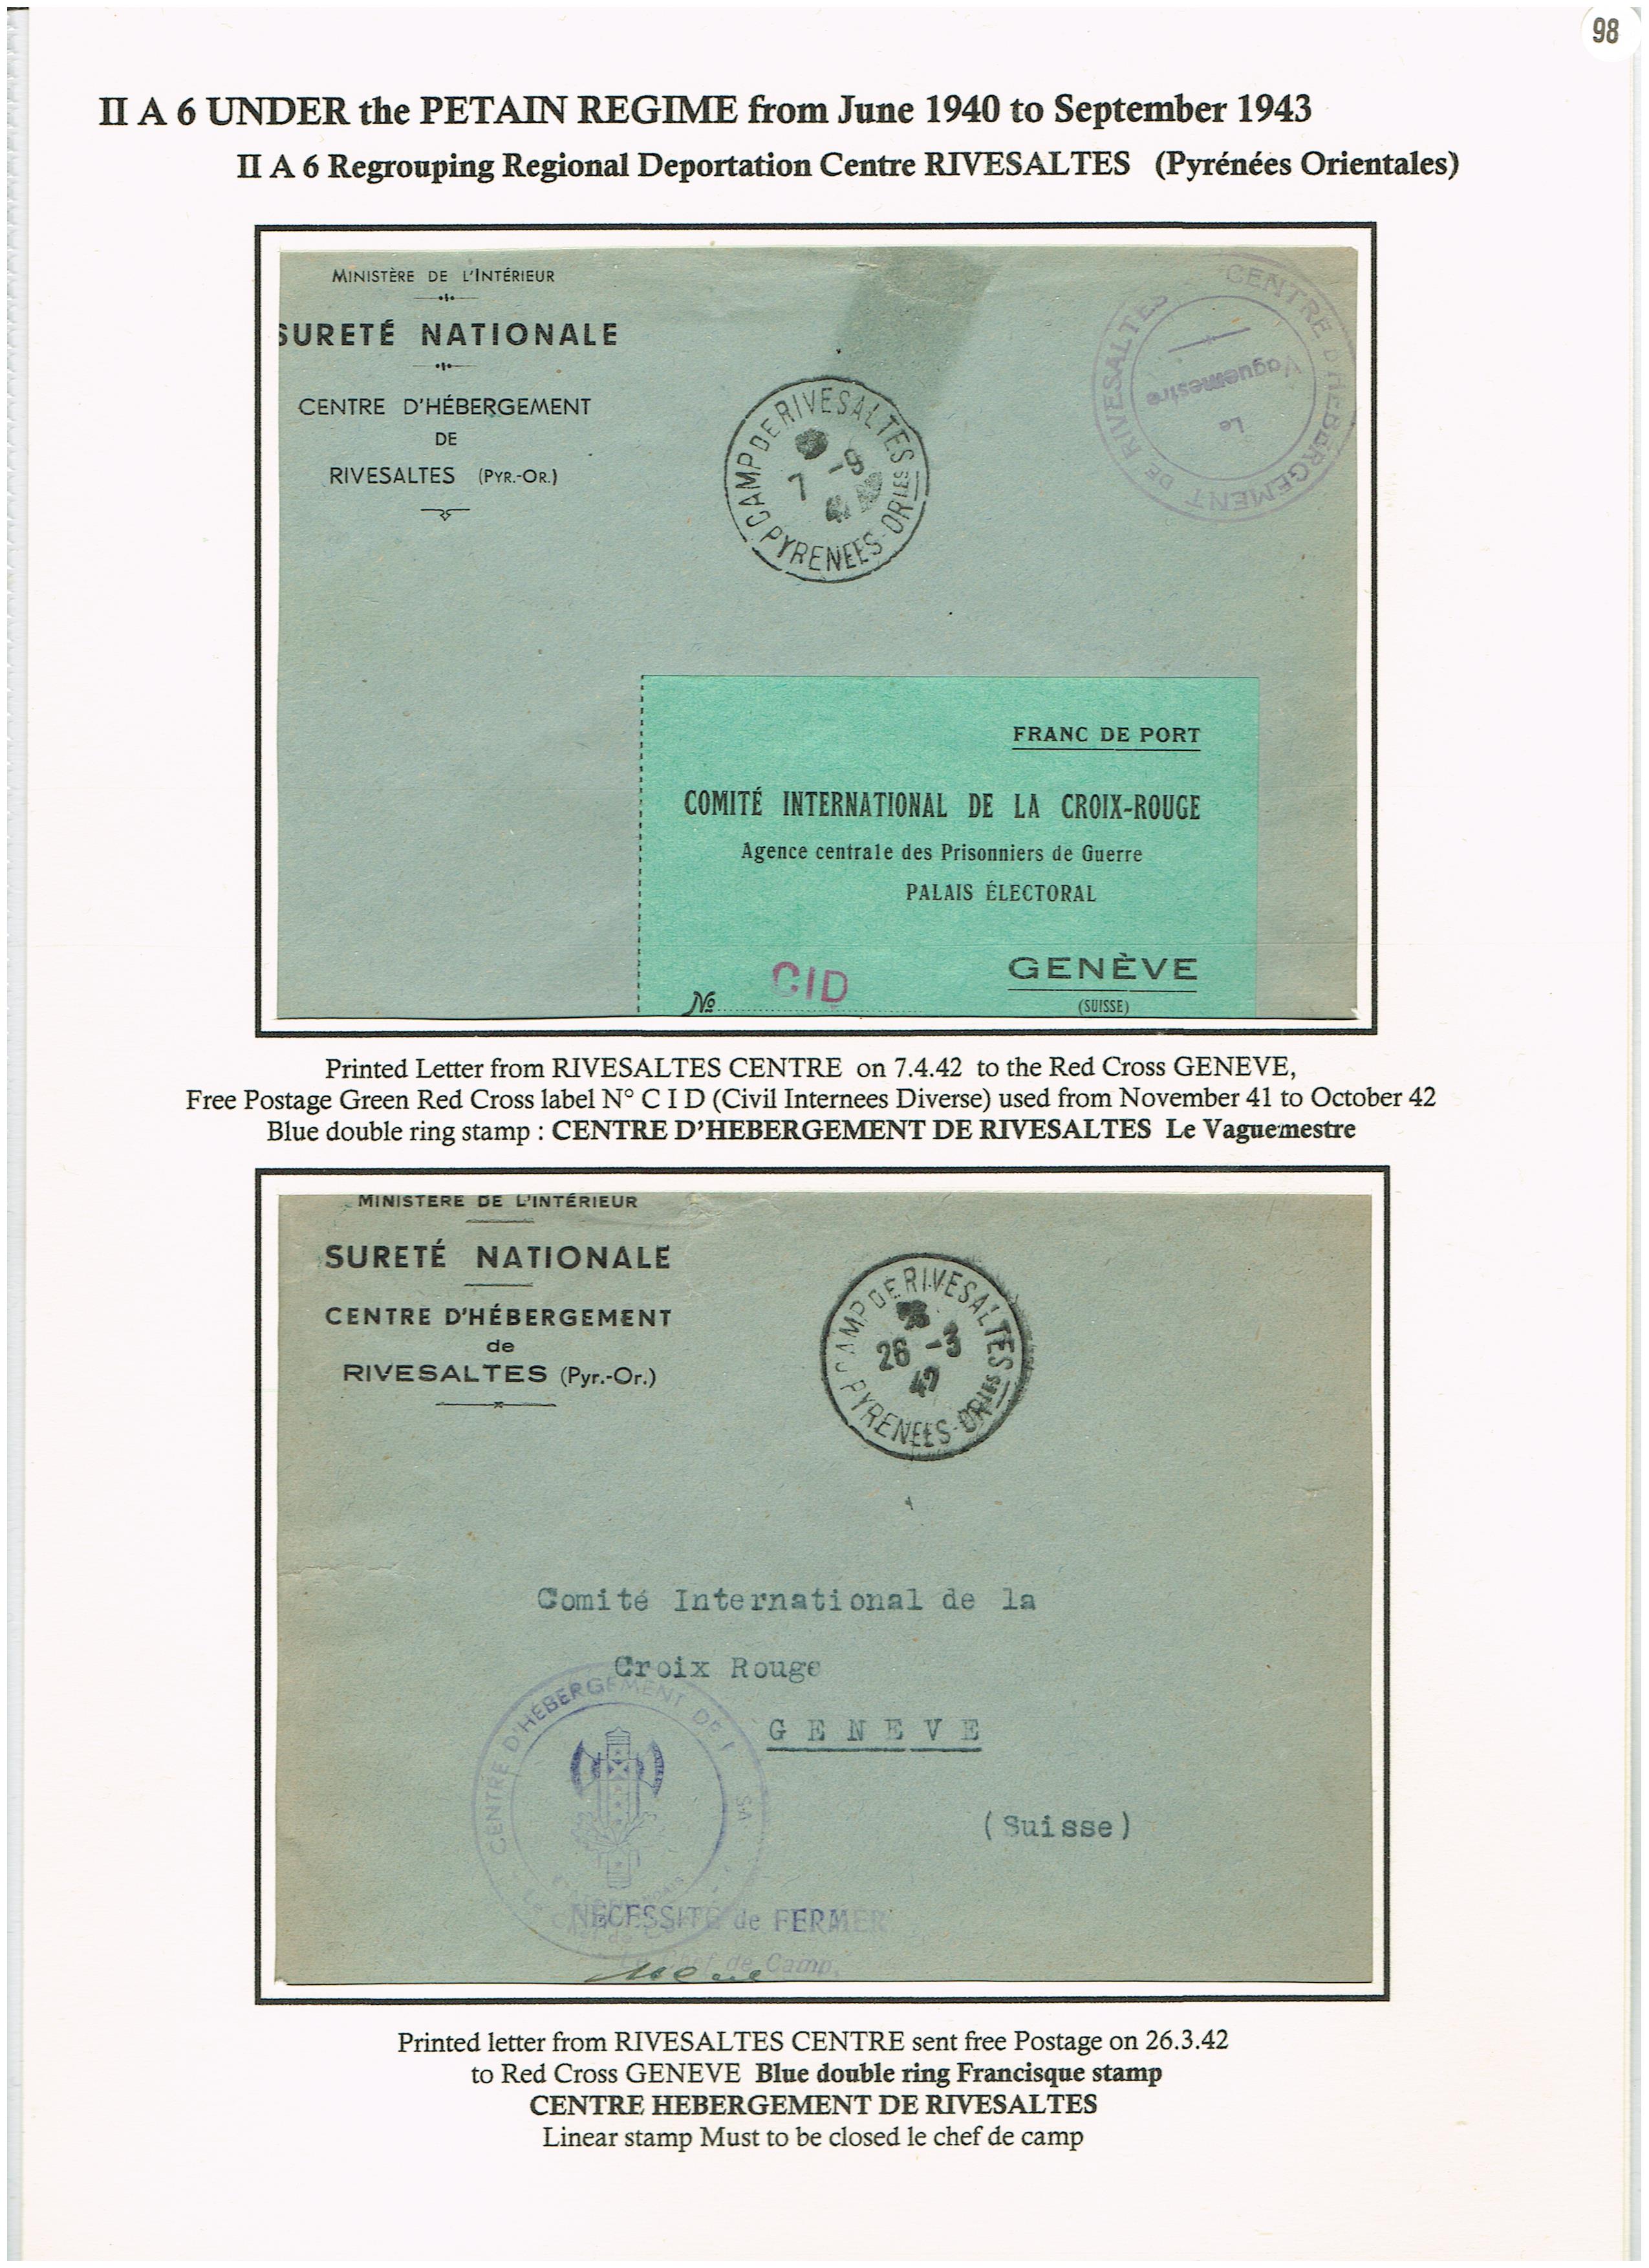 98
II A 6 UNDER the PETAIN REGIME from June 1940 to September 1943
II A 6 Regrouping Regional Deportation Centre RIVESALTES (Pyrénées Orientales)
MINISTÈRE DE L'INTÉRIEUR
SURETÉ NATIONALE
CENTRE D'HÉBERGEMENT
DE
RIVESALTES (PYR.-OR.)
CAMP DE RIVESALTES
7 -9
PYRENEES-ORIES
CENTRE D'HEBERGEMENT DE RIVESALTES
Le
Vaguemestre
FRANC DE PORT
COMITÉ INTERNATIONAL DE LA CROIX-ROUGE
Agence centrale des Prisonniers de Guerre
PALAIS ÉLECTORAL
GENÈVE
No CID
(SUISSE)
Printed Letter from RIVESALTES CENTRE on 7.4.42 to the Red Cross GENEVE,
Free Postage Green Red Cross label N° C I D (Civil Internees Diverse) used from November 41 to October 42
Blue double ring stamp : CENTRE D'HEBERGEMENT DE RIVESALTES Le Vaguemestre
MINISTERE DE L'INTÉRIEUR
SURETÉ NATIONALE
CENTRE D'HÉBERGEMENT
de
RIVESALTES (Pyr.-Or.)
CAMP DE RIVESALTES
26 -3
42
PYRENEES-ORIES
Comité International de la
Croix Rouge
GENEVE
(Suisse)
CENTRE D'HÉBERGEMENT DE
NECESSITE de FERMER
Le Chef de Camp,
Printed letter from RIVESALTES CENTRE sent free Postage on 26.3.42
to Red Cross GENEVE Blue double ring Francisque stamp
CENTRE HEBERGEMENT DE RIVESALTES
Linear stamp Must to be closed le chef de camp